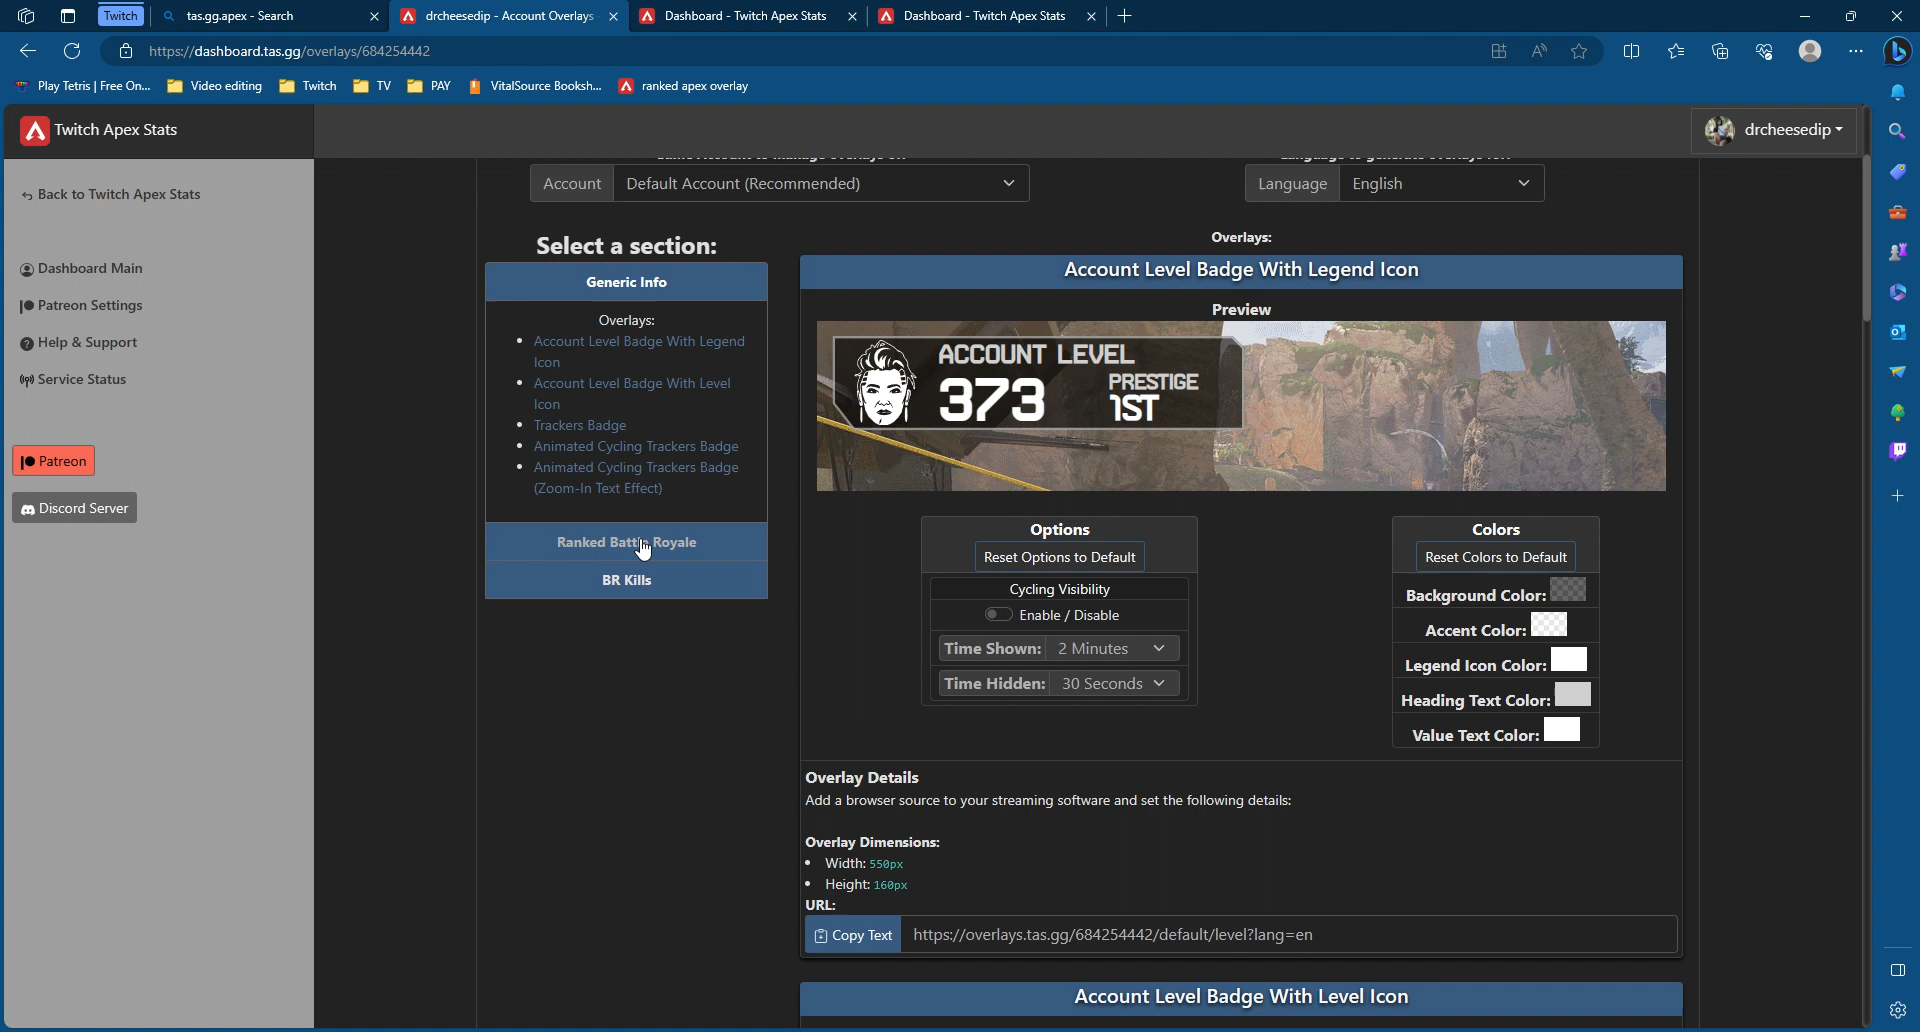 Twitch
tas.gg.apex - Search
drcheesedip - Account Overlays
Dashboard - Twitch Apex Stats
Dashboard - Twitch Apex Stats
https://dashboard.tas.gg/overlays/684254442
Play Tetris | Free On...
Video editing
Twitch
TV
PAY
VitalSource Booksh...
ranked apex overlay
Twitch Apex Stats
drcheesedip
Back to Twitch Apex Stats
Dashboard Main
Patreon Settings
Help & Support
Service Status
Patreon
Discord Server
Account
Default Account (Recommended)
Language
English
Select a section:
Generic Info
Overlays:
Account Level Badge With Legend
Icon
Account Level Badge With Level
Icon
Trackers Badge
Animated Cycling Trackers Badge
Animated Cycling Trackers Badge
(Zoom-In Text Effect)
Ranked Battle Royale
BR Kills
Overlays:
Account Level Badge With Legend Icon
Preview
ACCOUNT LEVEL
373
PRESTIGE
1ST
Options
Reset Options to Default
Cycling Visibility
Enable / Disable
Time Shown: 2 Minutes
Time Hidden: 30 Seconds
Colors
Reset Colors to Default
Background Color:
Accent Color:
Legend Icon Color:
Heading Text Color:
Value Text Color:
Overlay Details
Add a browser source to your streaming software and set the following details:
Overlay Dimensions:
Width: 550px
Height: 160px
URL:
Copy Text
https://overlays.tas.gg/684254442/default/level?lang=en
Account Level Badge With Level Icon